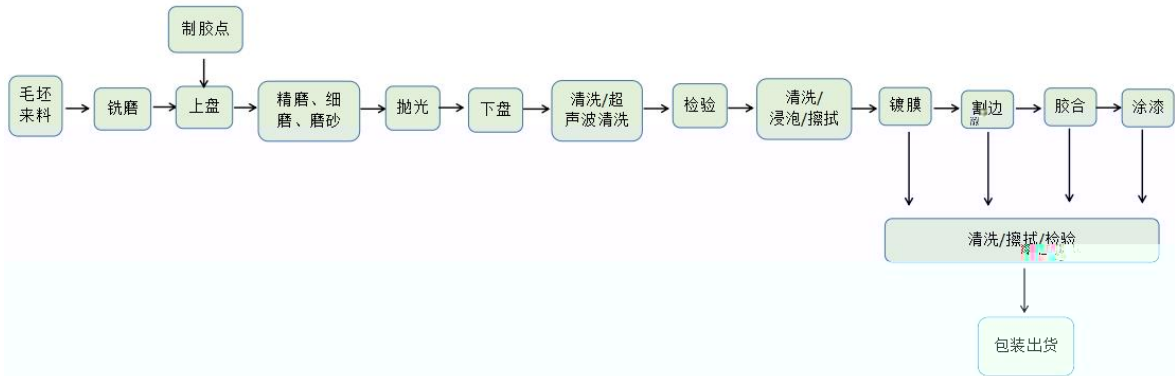 制胶点
毛坯
来料
铣磨
上盘
精磨、细
磨、磨砂
抛光
下盘
清洗/超
声波清洗
检验
清洗/
浸泡/擦拭
镀膜
割边
胶合
涂漆
清洗/擦拭/检验
包装出货